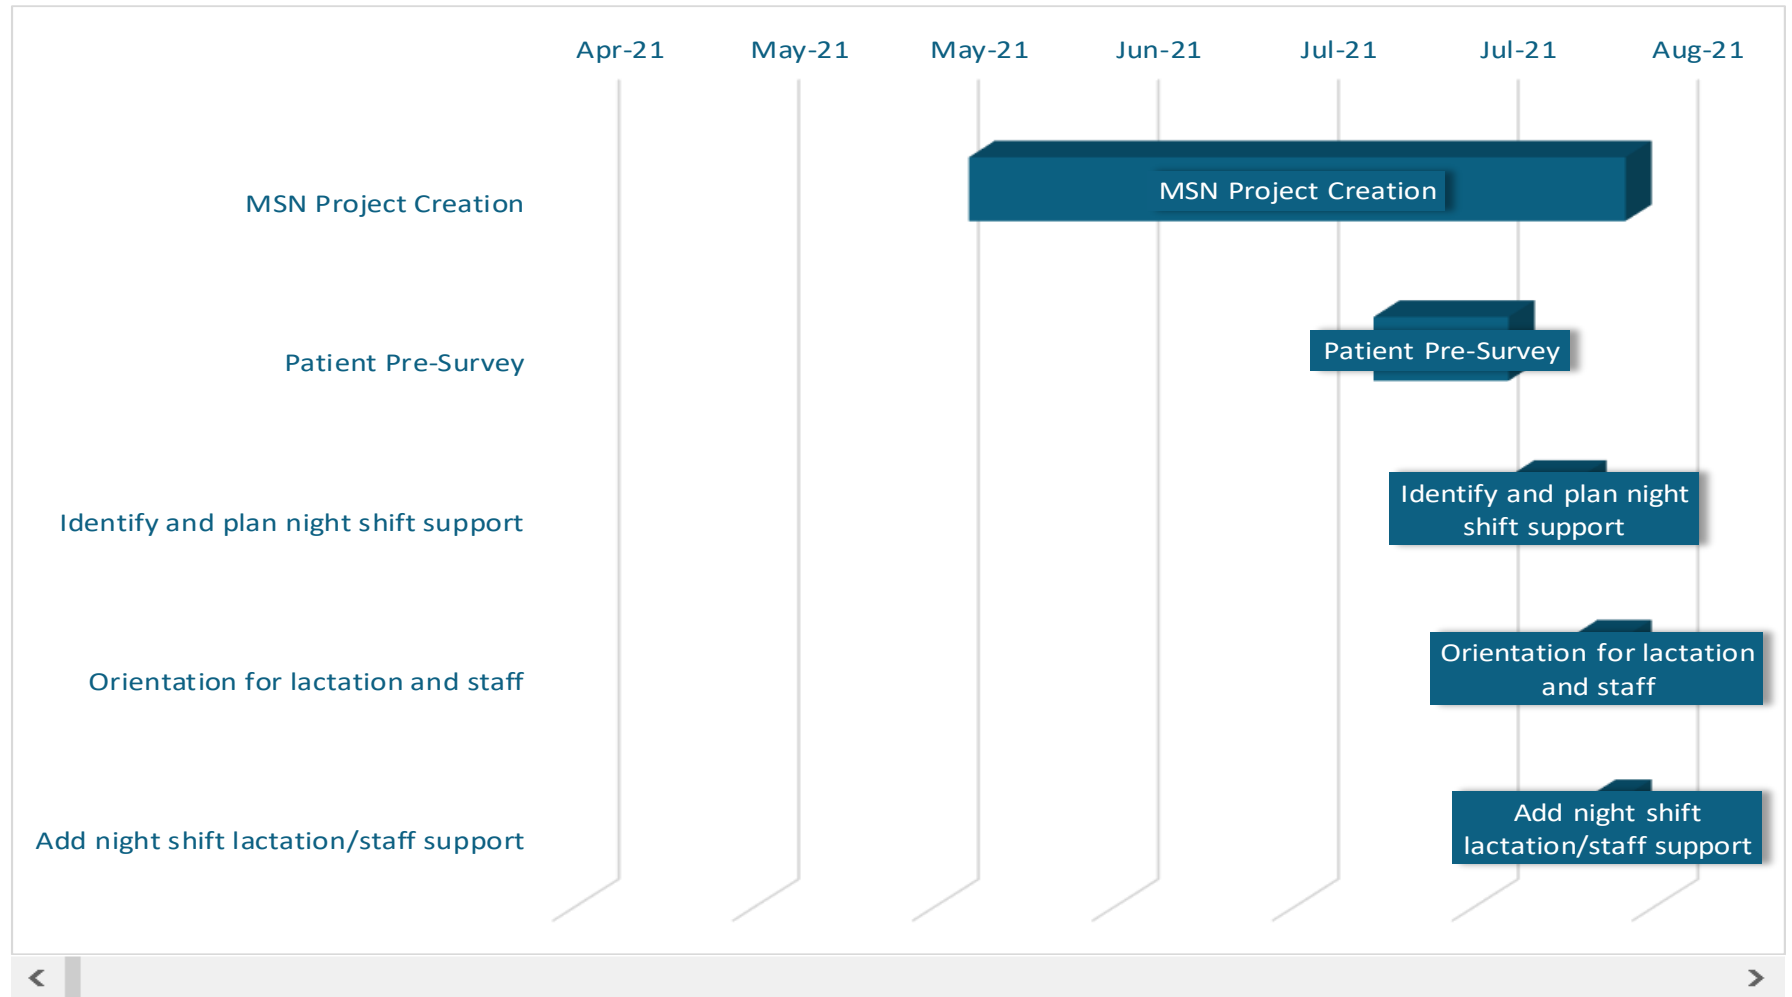 Apr-21 May-21 May-21 Jun-21 Jul-21 Jul-21 Aug-21
MSN Project Creation
MSN Project Creation
Patient Pre-Survey
Patient Pre-Survey
Identify and plan night shift support
Identify and plan night
shift support
Orientation for lactation and staff
Orientation for lactation
and staff
Add night shift lactation/staff support
Add night shift
lactation/staff support